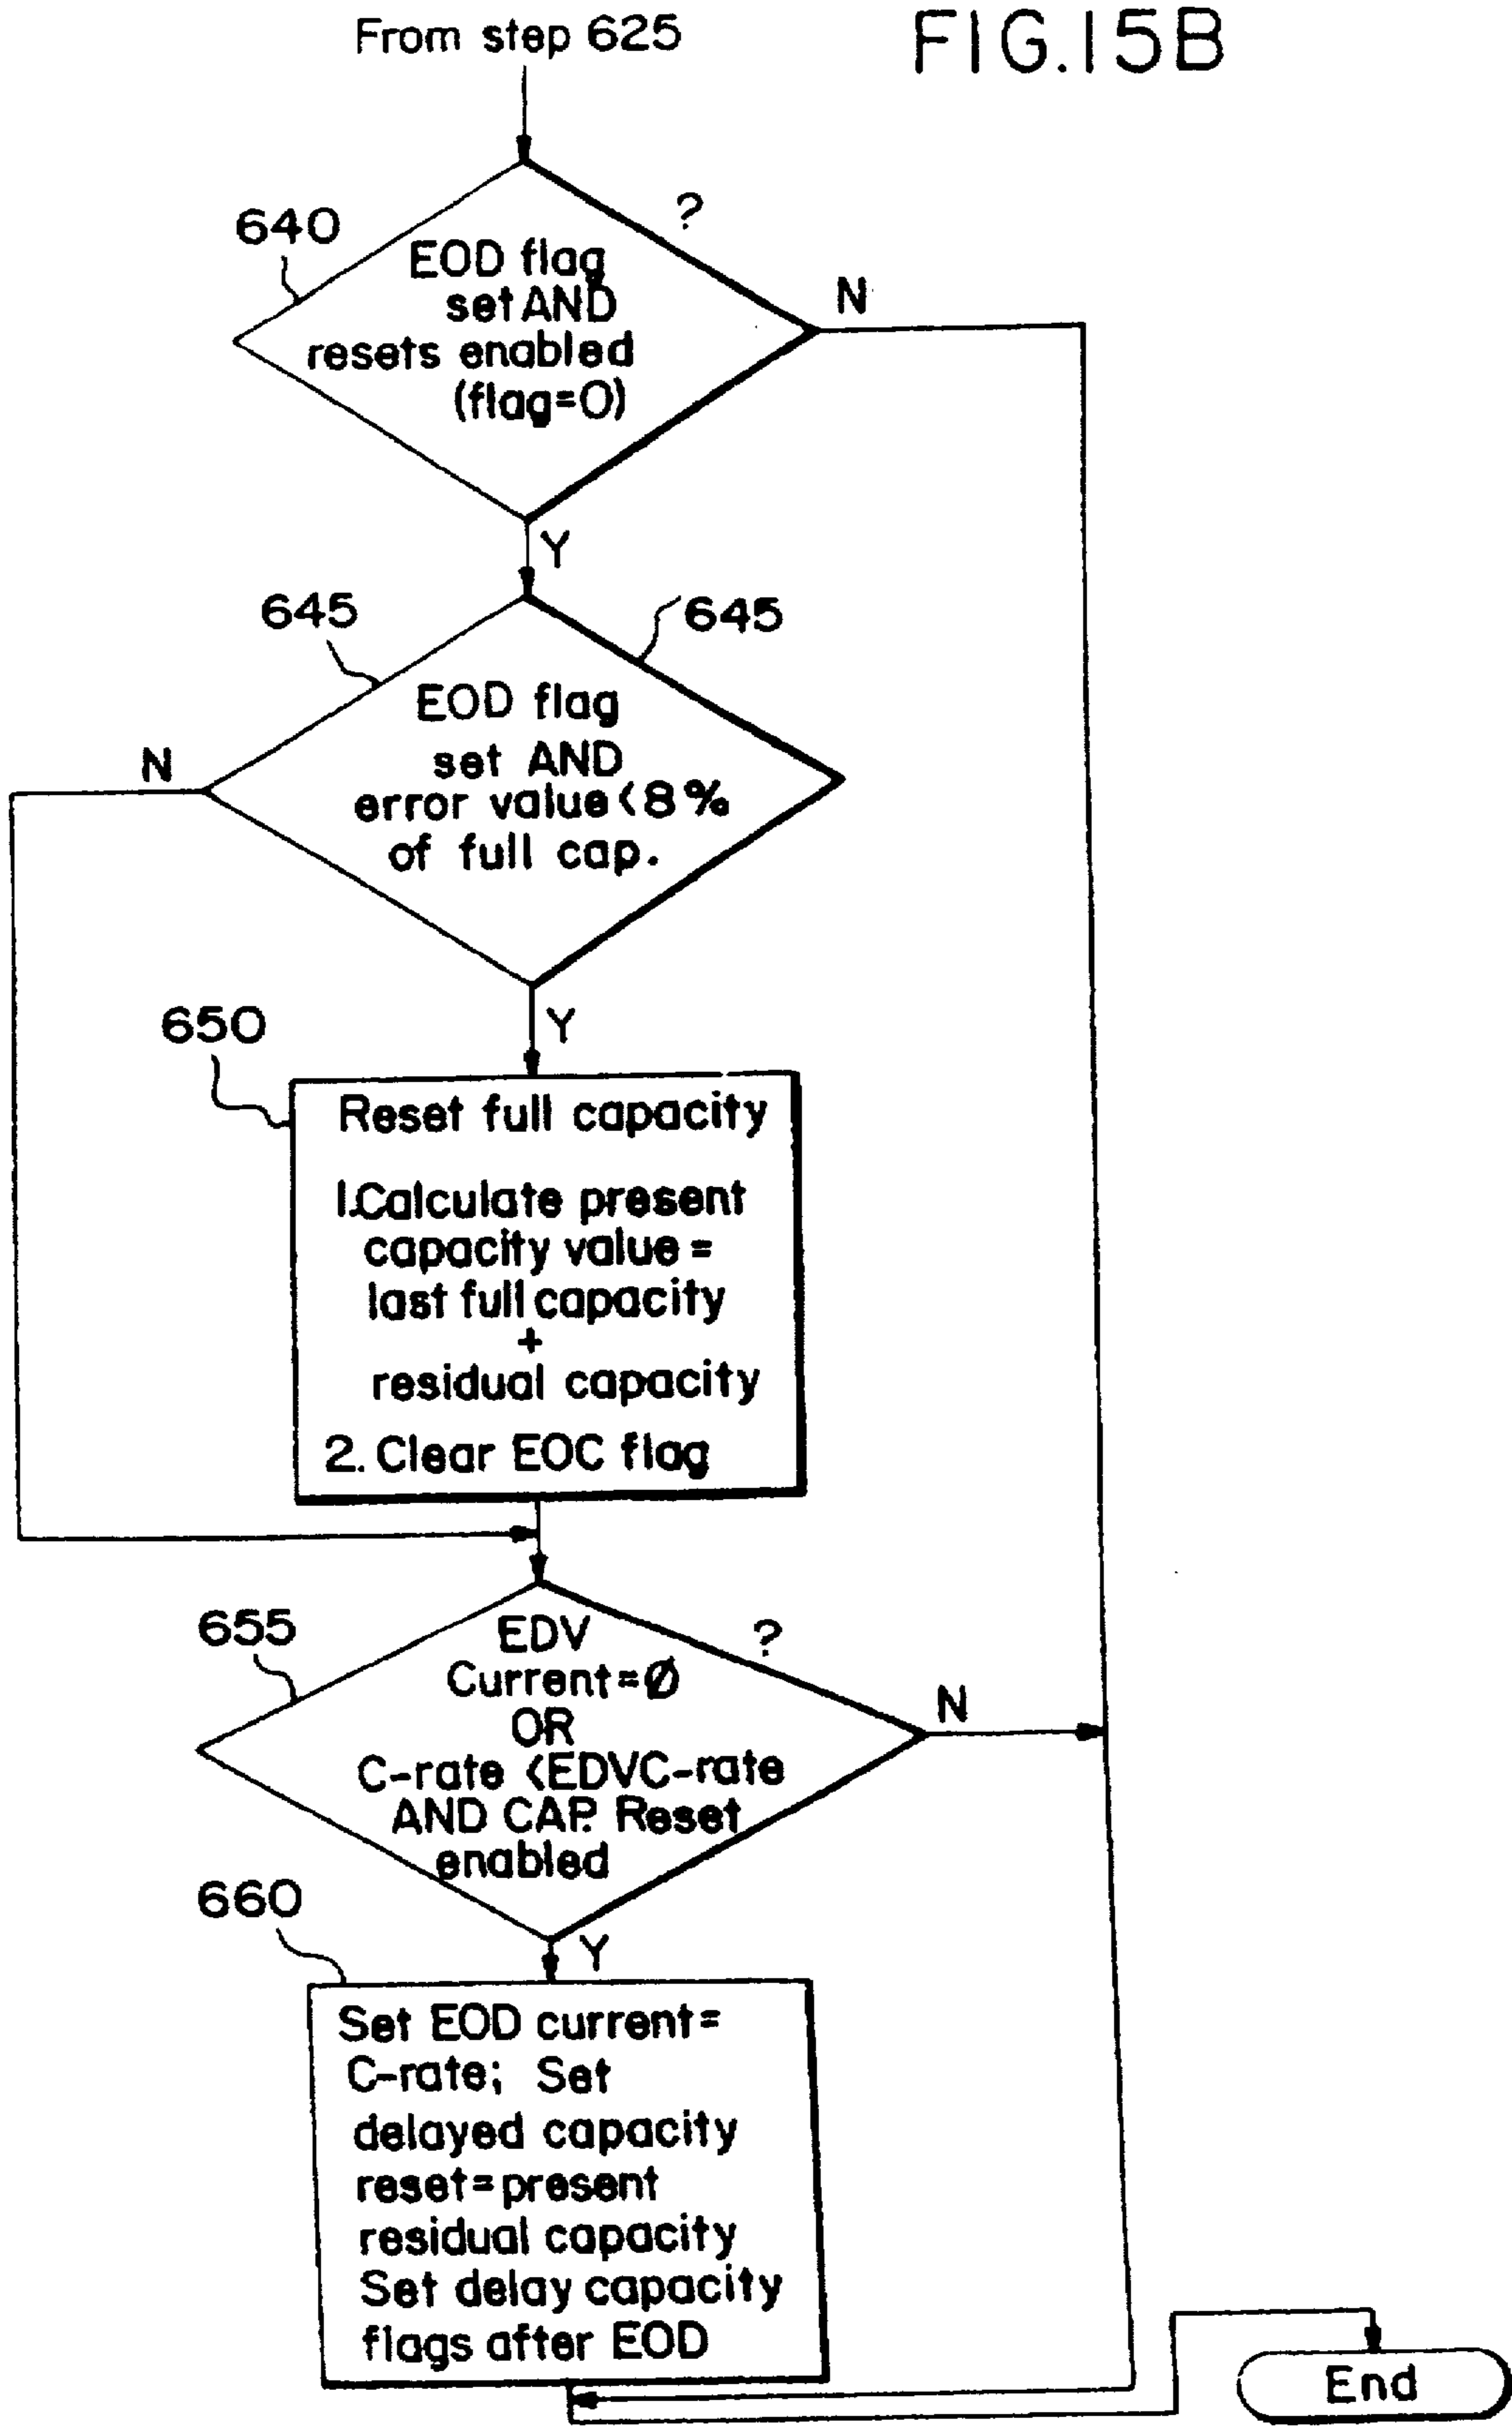 From step 625
FIG.15B
640
?
EOD flag
set AND
resets enabled
(flag=0)
N
Y
645
645
EOD flag
set AND
error value<8%
of full cap.
N
Y
650
Reset full capacity
1.Calculate present
capacity value=
last full capacity
+
residual capacity
2. Clear EOC flag
655
?
EDV
Current=Ø
OR
C-rate <EDVC-rate
AND CAP. Reset
enabled
N
660
Y
Set EOD current=
C-rate; Set
delayed capacity
reset=present
residual capacity
Set delay capacity
flags after EOD
End